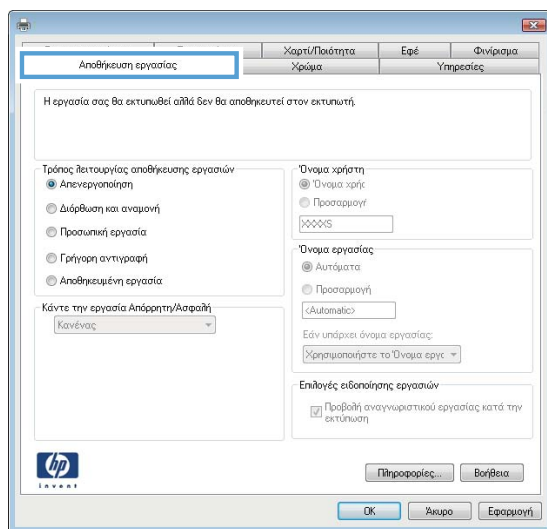 Χαρτί/Ποιότητα Εφέ Φινίρισμα
Αποθήκευση εργασίας Χρώμα Υπηρεσίες
Η εργασία σας θα εκτυπωθεί αλλά δεν θα αποθηκευτεί στον εκτυπωτή.
Τρόπος λειτουργίας αποθήκευσης εργασιών
Απενεργοποίηση
Διόρθωση και αναμονή
Προσωπική εργασία
Γρήγορη αντιγραφή
Αποθηκευμένη εργασία
Κάντε την εργασία Απόρρητη/Ασφαλή
Κανένας
Όνομα χρήστη
Όνομα χρής
Προσαρμογή
XXXXS
Όνομα εργασίας
Αυτόματα
Προσαρμογή
<Automatic>
Εάν υπάρχει όνομα εργασίας:
Χρησιμοποιήστε το Όνομα εργς
Επιλογές ειδοποίησης εργασιών
Προβολή αναγνωριστικού εργασίας κατά την
εκτύπωση
hp
invent
Πληροφορίες... Βοήθεια
OK Άκυρο Εφαρμογή